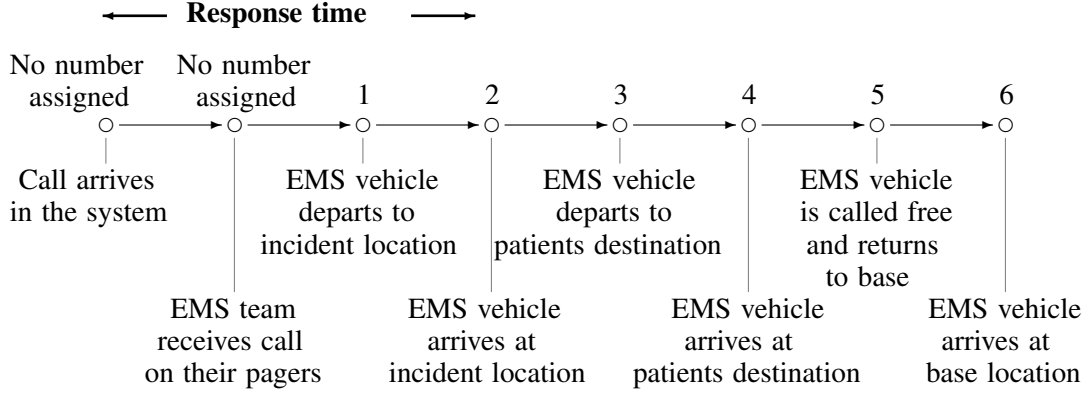 Response time
No number
assigned
No number
assigned
1
2
3
4
5
6
Call arrives
in the system
EMS vehicle
departs to
incident location
EMS vehicle
departs to
patients destination
EMS vehicle
is called free
and returns
to base
EMS team
receives call
on their pagers
EMS vehicle
arrives at
incident location
EMS vehicle
arrives at
patients destination
EMS vehicle
arrives at
base location